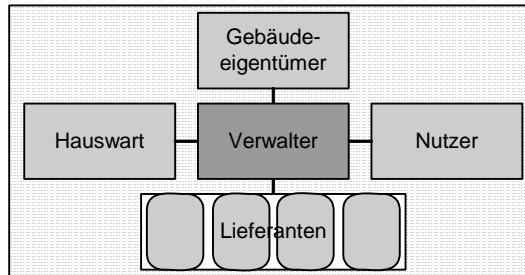 Gebäude-
eigentümer
Hauswart
Verwalter
Nutzer
Lieferanten